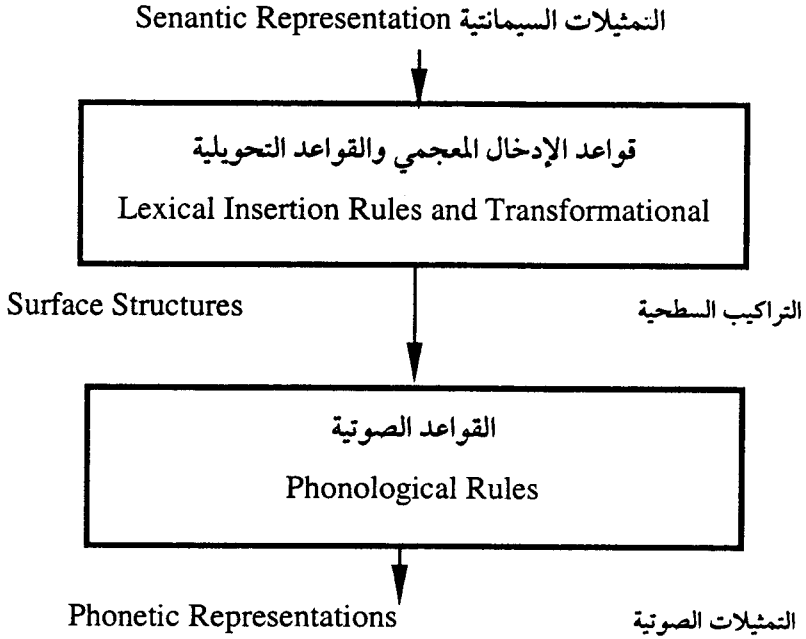 Senantic Representation التمثيلات السيمانتية
قواعد الإدخال المعجمي والقواعد التحويلية
Lexical Insertion Rules and Transformational
Surface Structures التراكيب السطحية
القواعد الصوتية
Phonological Rules
Phonetic Representations التمثيلات الصوتية